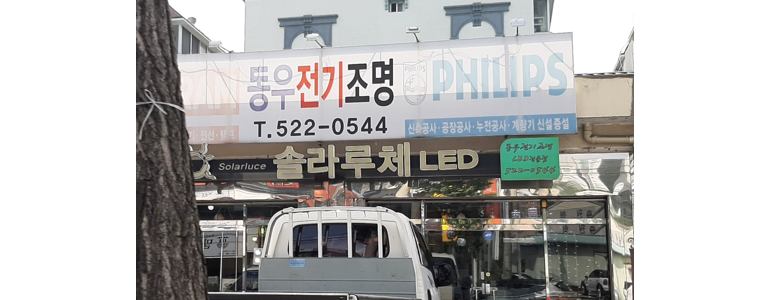 동우전기조명 PHILIPS
T.522-0544
신축공사·공장공사·누전공사·계량기 신설 증설
Solarluce 솔라루체 LED